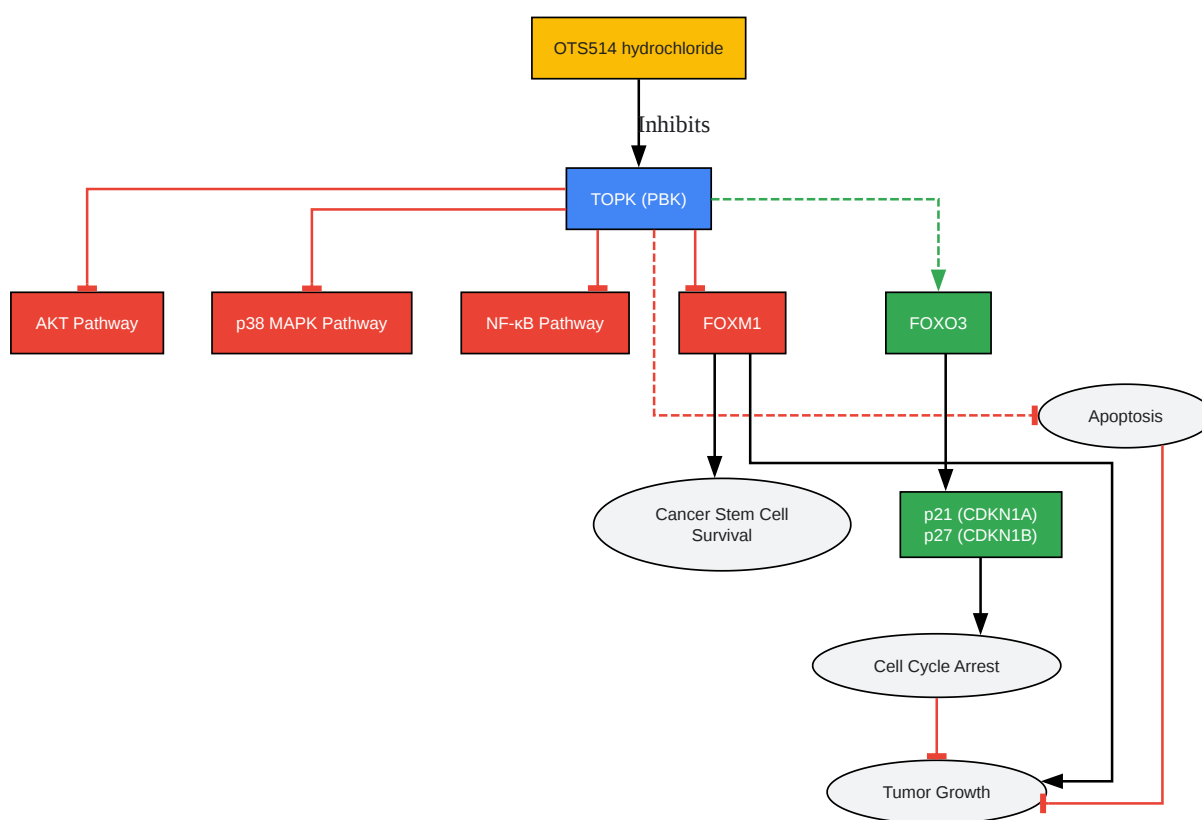 OTS514 hydrochloride
Inhibits
TOPK (PBK)
AKT Pathway
p38 MAPK Pathway
NF-κB Pathway
FOXM1
FOXO3
Apoptosis
Cancer Stem Cell
Survival
p21 (CDKN1A)
p27 (CDKN1B)
Cell Cycle Arrest
Tumor Growth